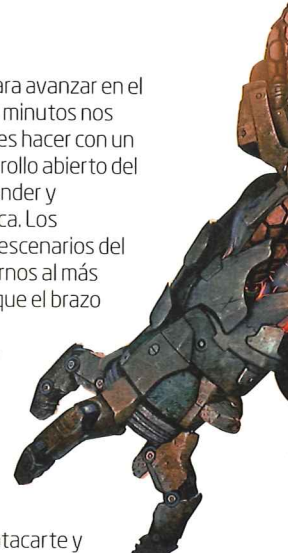 ara avanzar en el
minutos nos
es hacer con un
rollo abierto del
nder y
ca. Los
escenarios del
rnos al más
que el brazo
atacarte y